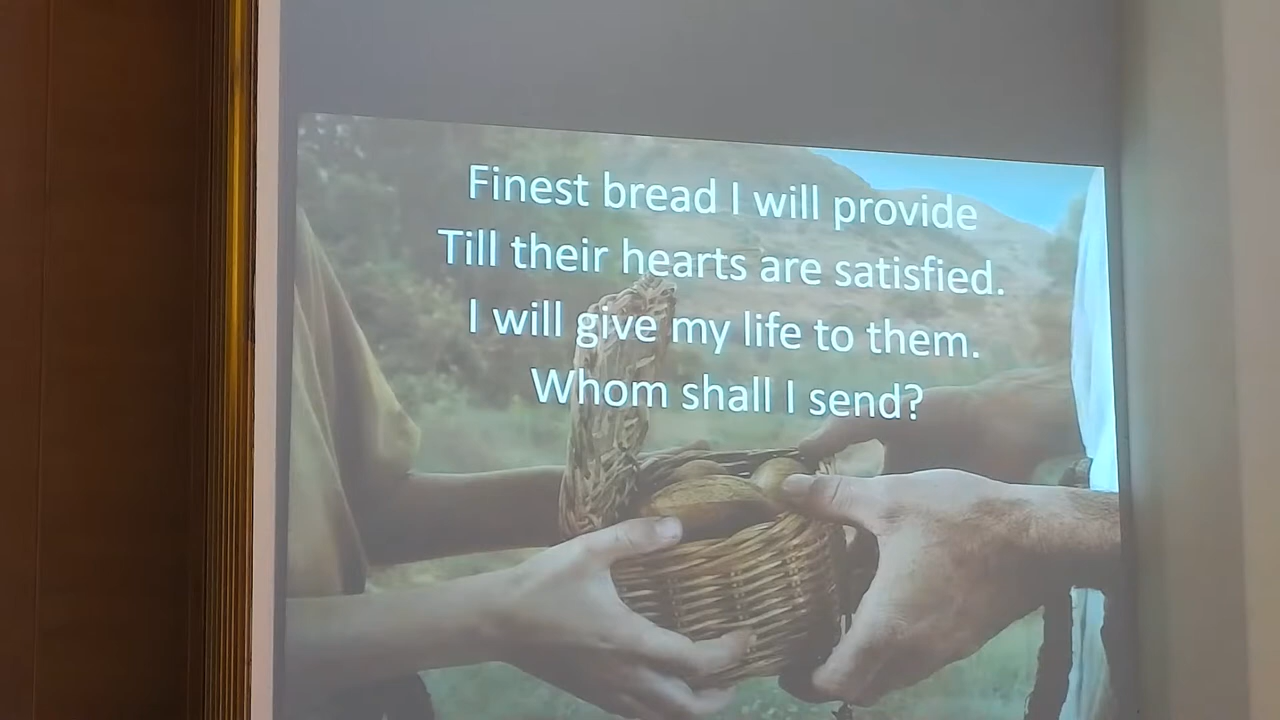 Finest bread I will provide
Till their hearts are satisfied.
I will give my life to them.
Whom shall I send?